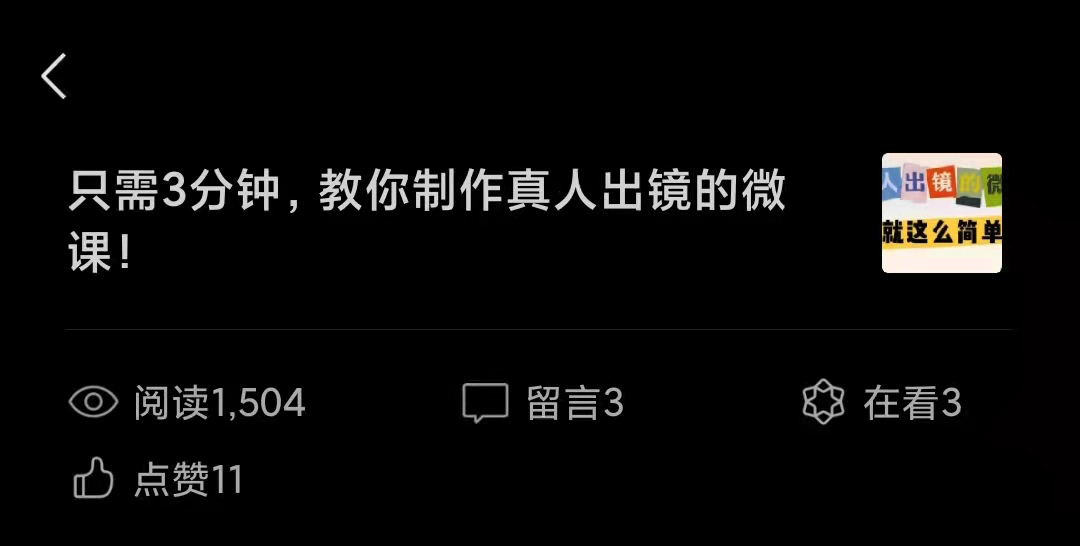 只需3分钟，教你制作真人出镜的微
课！
人出镜的微
就这么简单
阅读1,504
留言3
在看3
点赞11